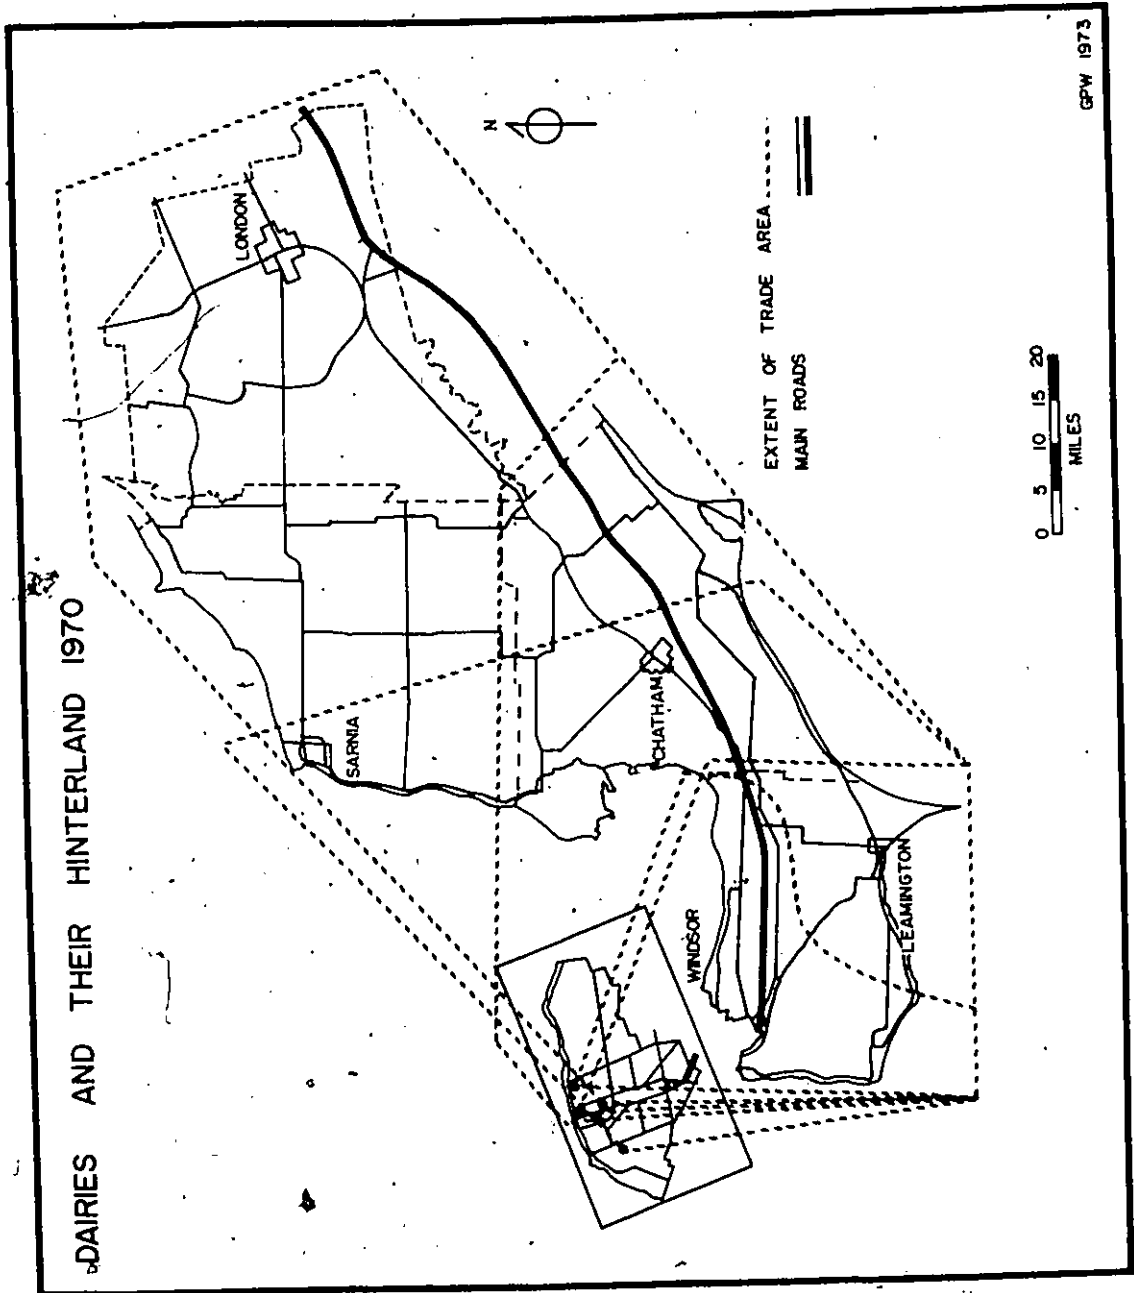 DAIRIES AND THEIR HINTERLAND 1970
LONDON
SARNIA
CHATHAM
WINDSOR
LEAMINGTON
N
EXTENT OF TRADE AREA
MAIN ROADS
0 5 10 15 20
MILES
GPW 1973